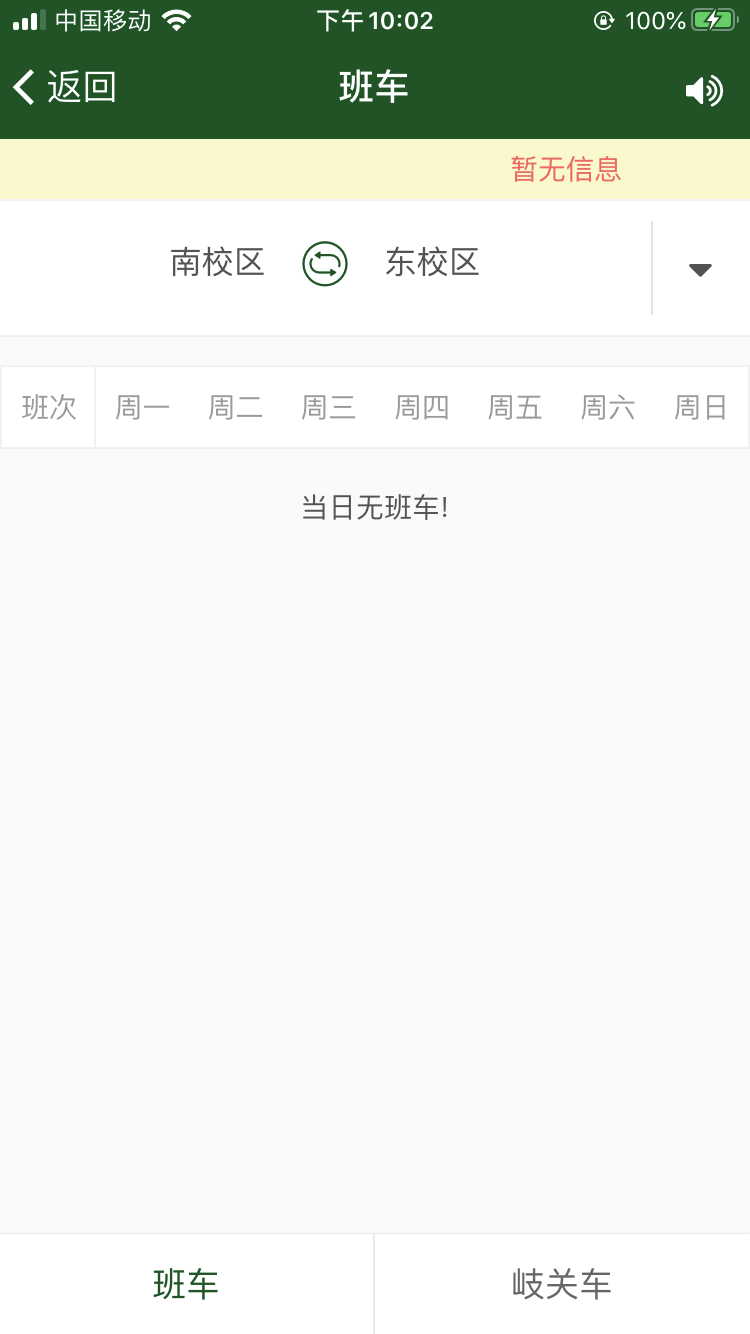 中国移动 下午10:02 100%
返回 班车
暂无信息
南校区 东校区
班次 周一 周二 周三 周四 周五 周六 周日
当日无班车!
班车 岐关车